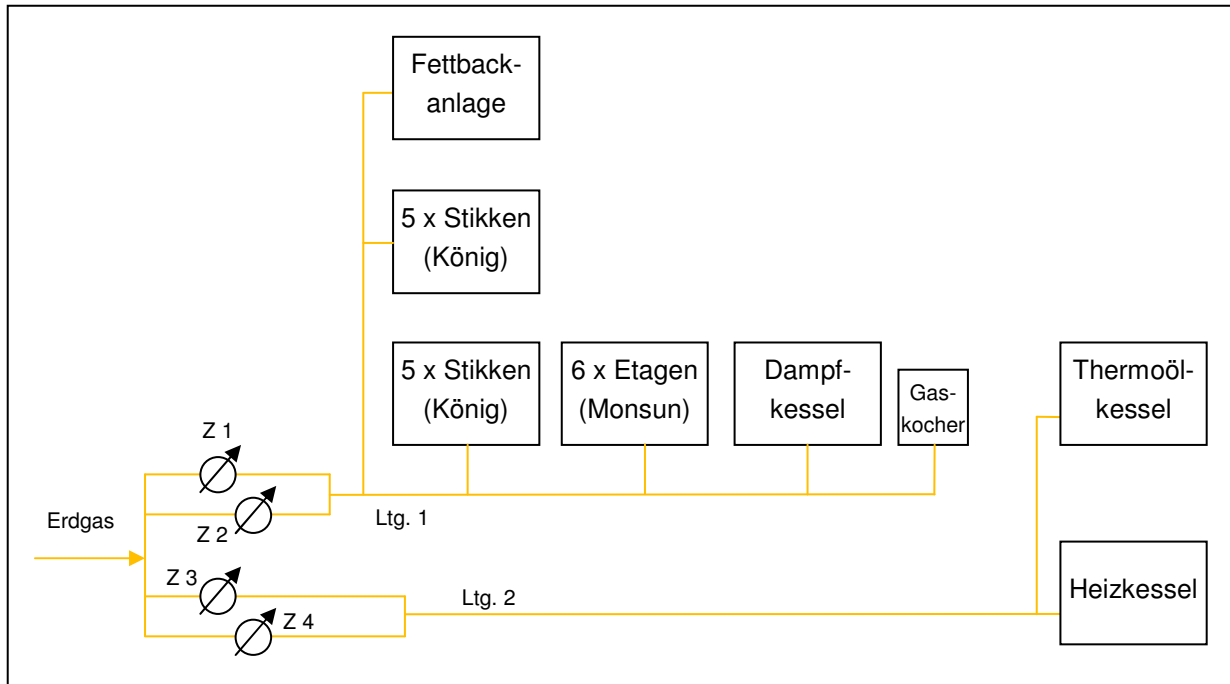 Fettback-
anlage
5 x Stikken
(König)
5 x Stikken
(König)
6 x Etagen
(Monsun)
Dampf-
kessel
Gas-
kocher
Thermoöl-
kessel
Z 1
Z 2
Erdgas
Ltg. 1
Z 3
Z 4
Ltg. 2
Heizkessel